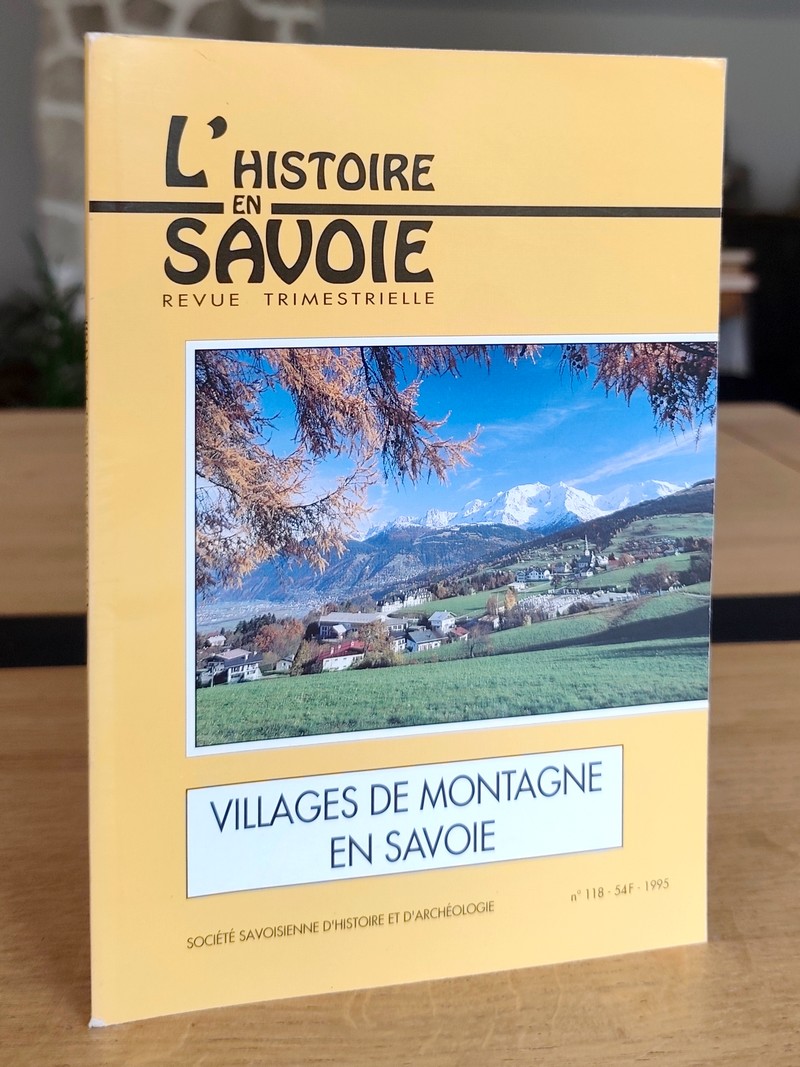 L'HISTOIRE
EN
SAVOIE
REVUE TRIMESTRIELLE
VILLAGES DE MONTAGNE
EN SAVOIE
n° 118 - 54F - 1995
SOCIÉTÉ SAVOISIENNE D'HISTOIRE ET D'ARCHÉOLOGIE